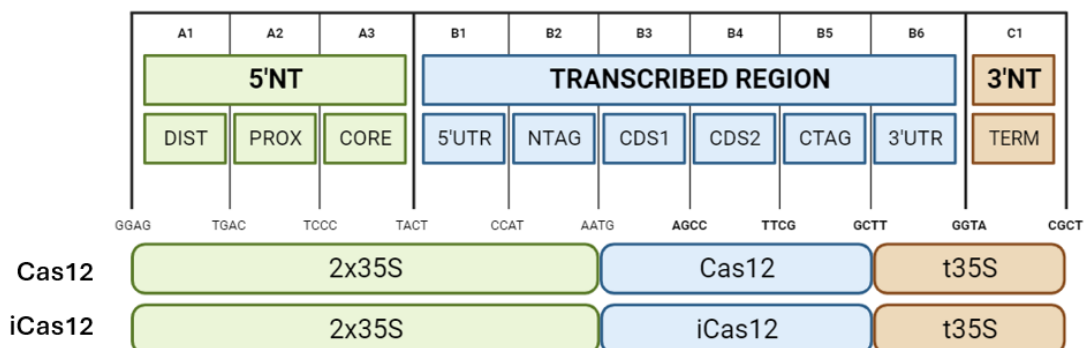 A1 A2 A3 B1 B2 B3 B4 B5 B6 C1
5'NT TRANSCRIBED REGION 3'NT
DIST PROX CORE 5'UTR NTAG CDS1 CDS2 CTAG 3'UTR TERM
GGAG TGAC TCCC TACT CCAT AATG AGCC TTCG GCTT GGTA CGCT
Cas12 2x35S Cas12 t35S
iCas12 2x35S iCas12 t35S